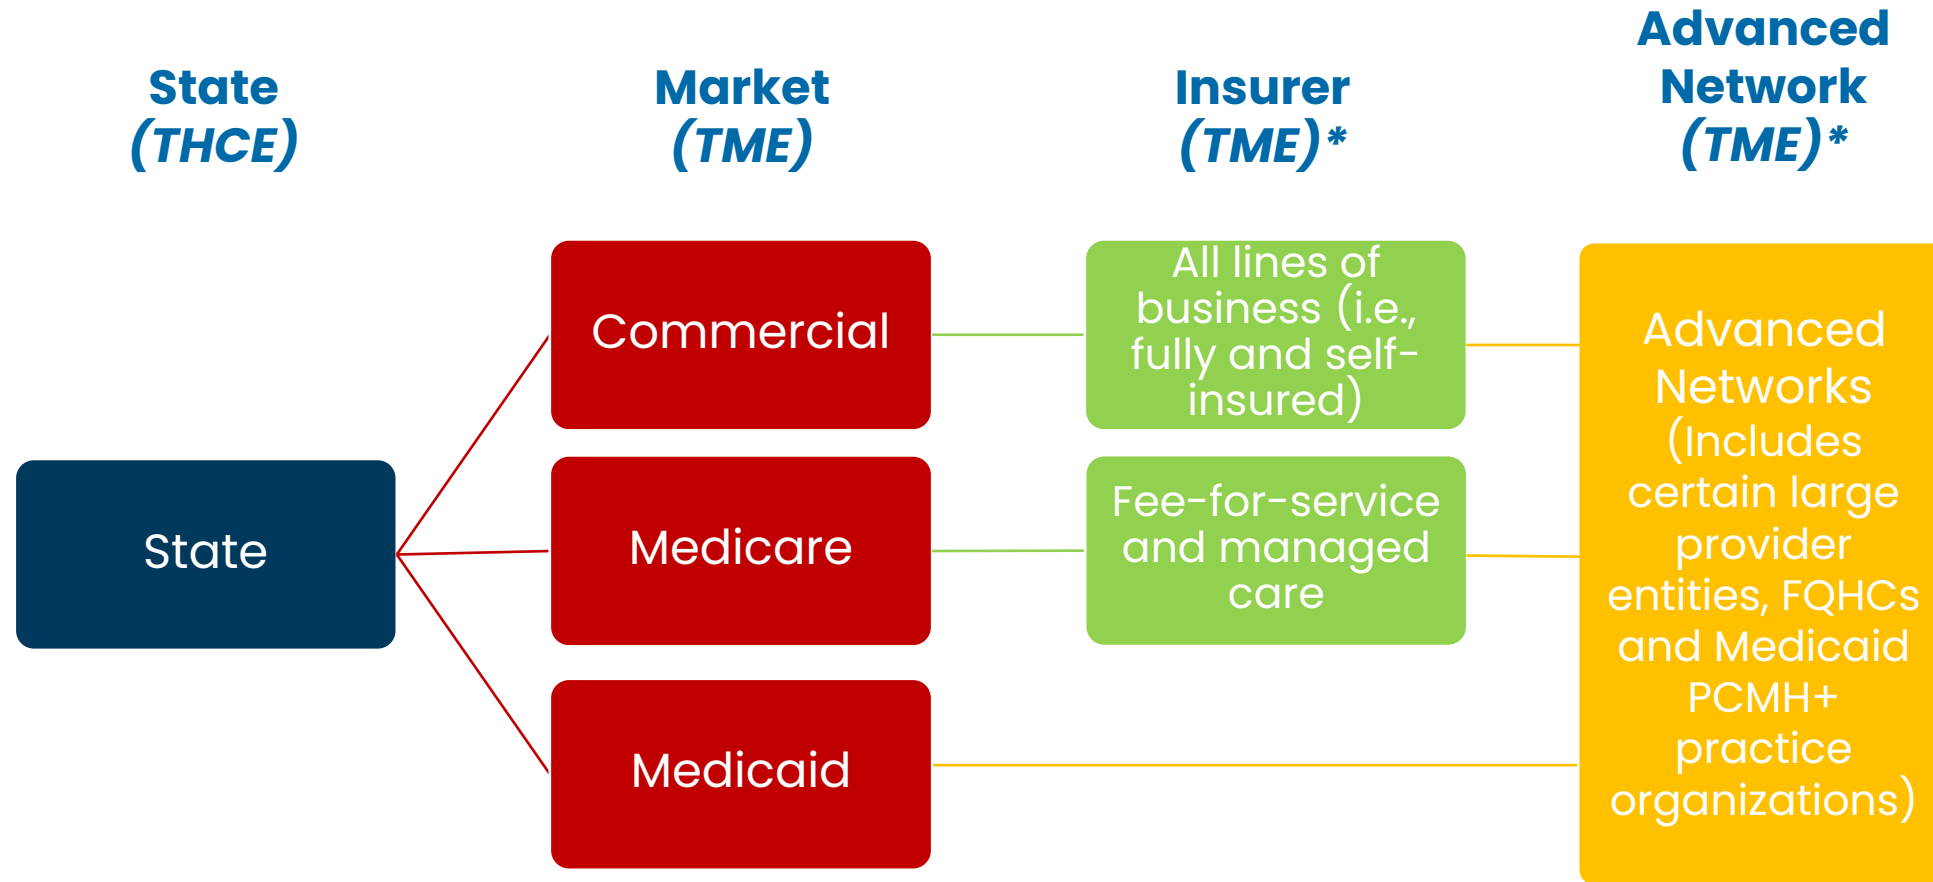 State
(THCE)
Market
(TME)
Insurer
(TME)*
Advanced
Network
(TME)*
State
Commercial
Medicare
Medicaid
All lines of
business (i.e.,
fully and self-
insured)
Fee-for-service
and managed
care
Advanced
Networks
(Includes
certain large
provider
entities, FQHCs
and Medicaid
PCMH+
practice
organizations)